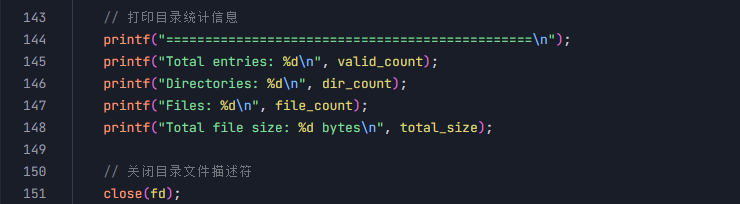 143 // 打印目录统计信息
144 printf("===============================================\n");
145 printf("Total entries: %d\n", valid_count);
146 printf("Directories: %d\n", dir_count);
147 printf("Files: %d\n", file_count);
148 printf("Total file size: %d bytes\n", total_size);
149
150 // 关闭目录文件描述符
151 close(fd);